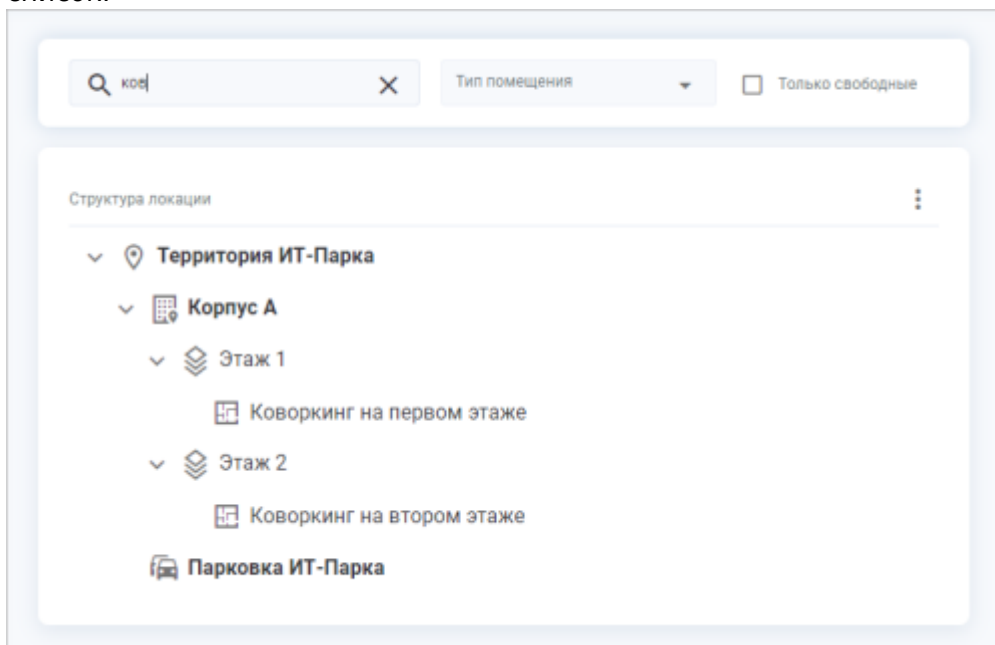 ков
Тип помещения
Только свободные
Структура локации
Территория ИТ-Парка
Корпус А
Этаж 1
Коворкинг на первом этаже
Этаж 2
Коворкинг на втором этаже
Парковка ИТ-Парка